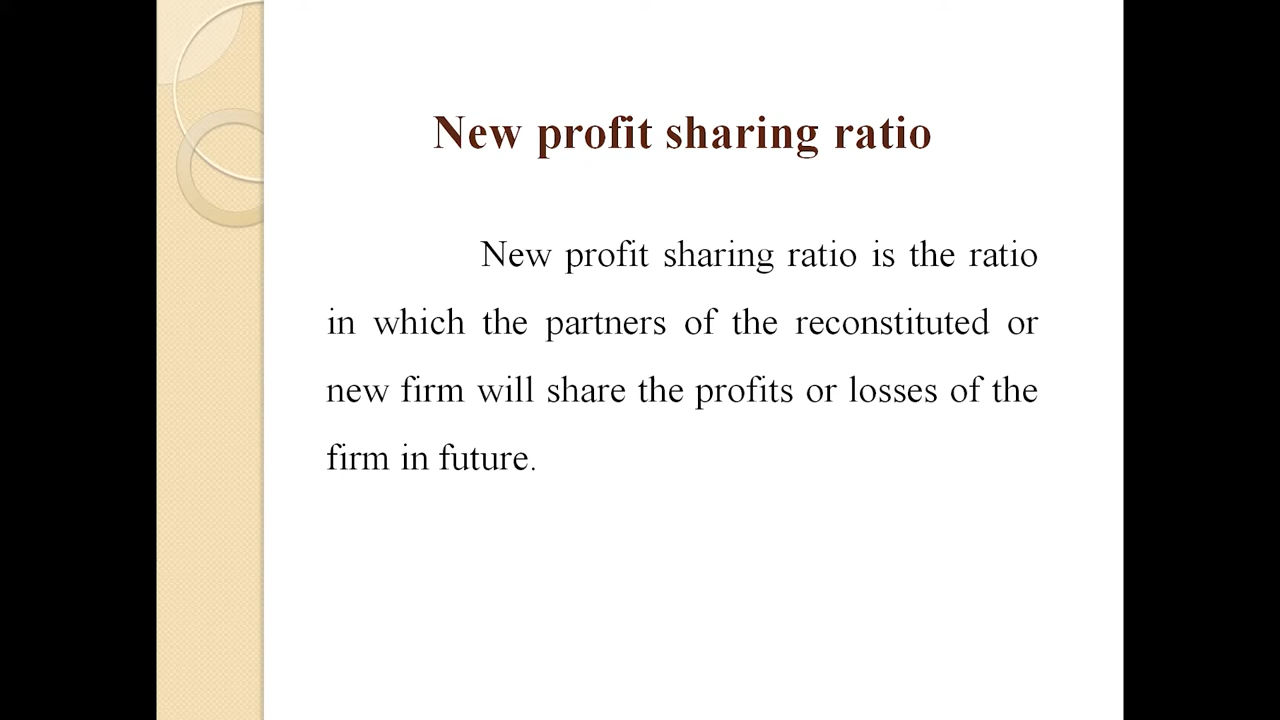 New profit sharing ratio
New profit sharing ratio is the ratio
in which the partners of the reconstituted or
new firm will share the profits or losses of the
firm in future.